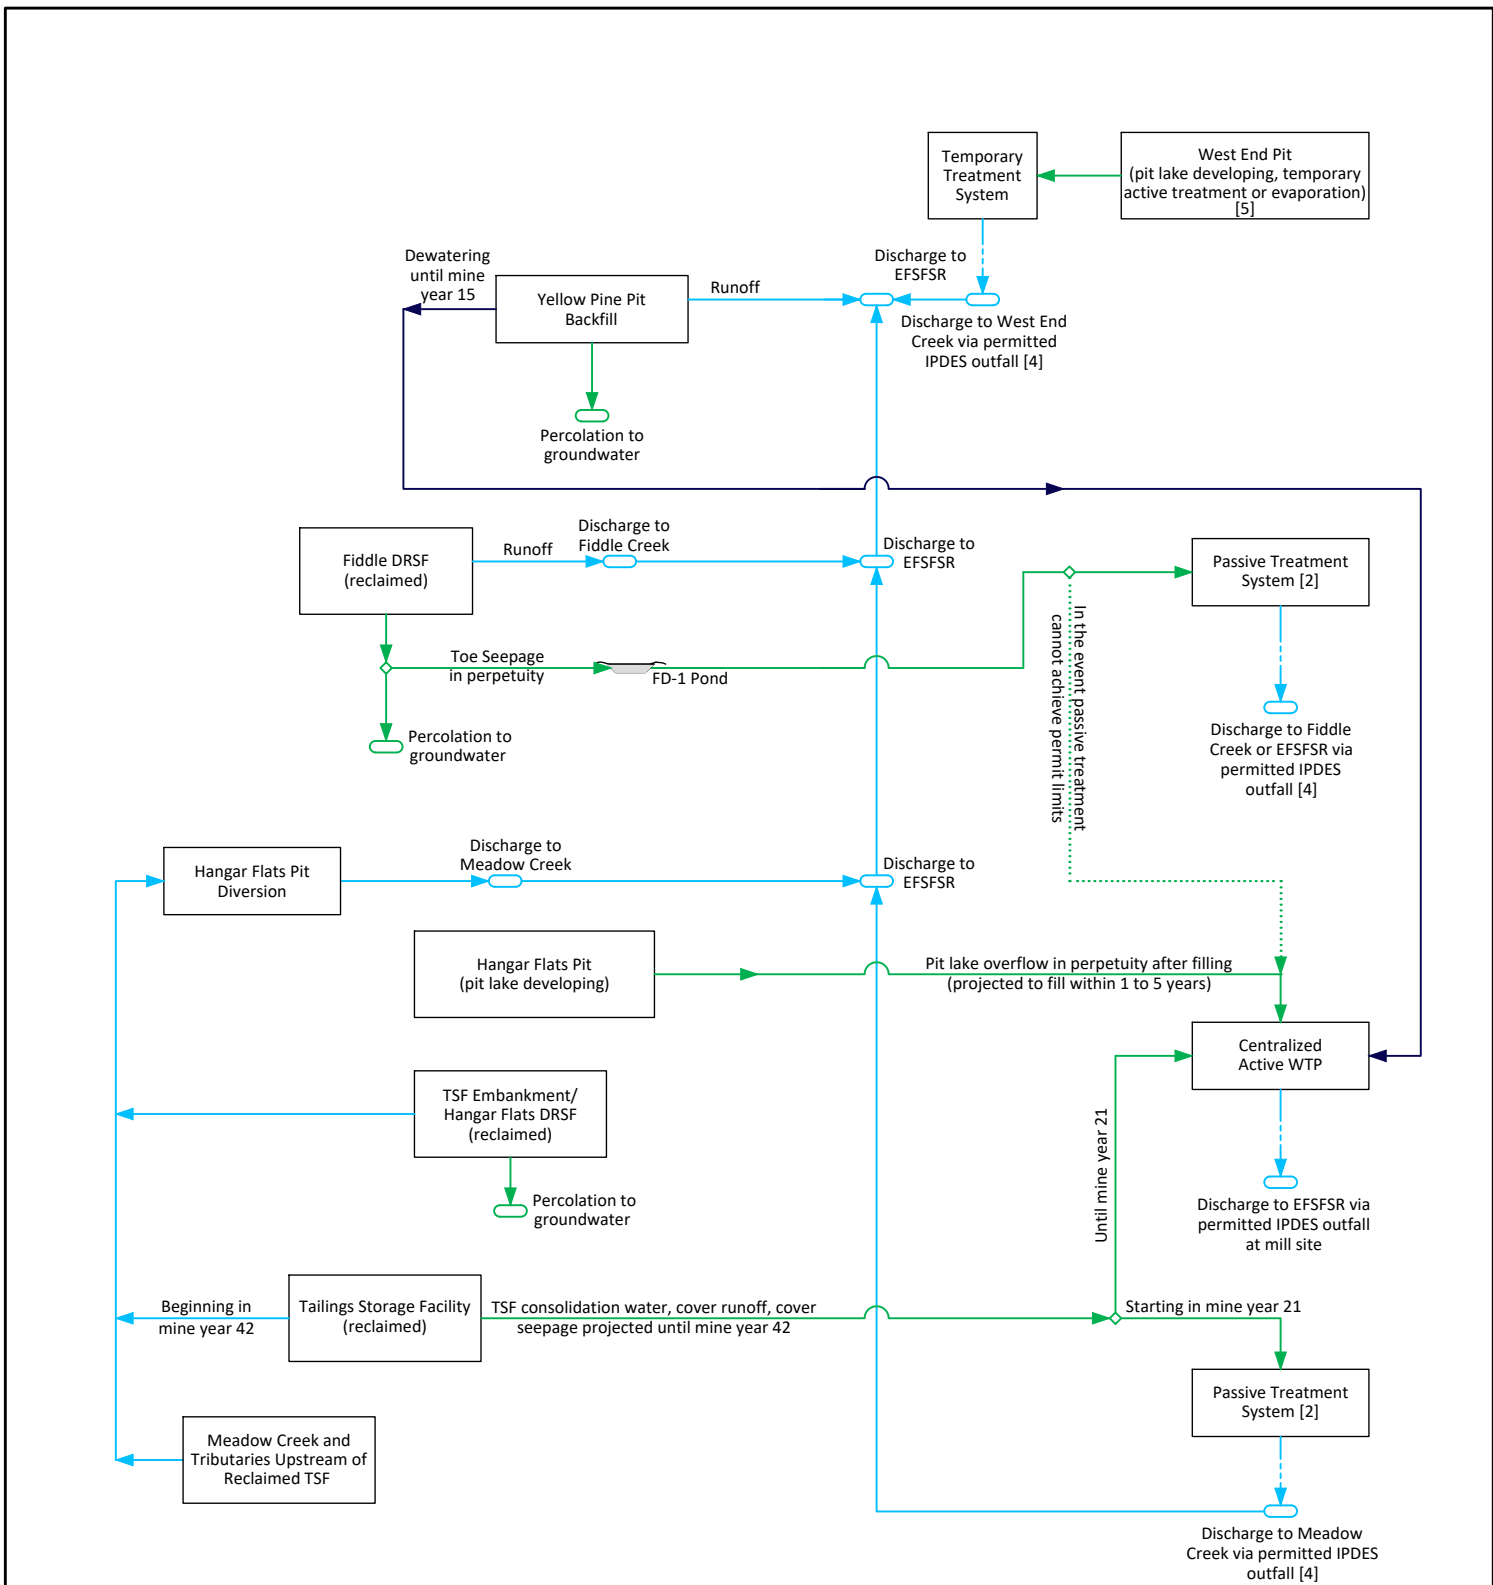 Temporary
Treatment
System
West End Pit
(pit lake developing, temporary
active treatment or evaporation)
[5]
Dewatering
until mine
year 15
Yellow Pine Pit
Backfill
Runoff
Discharge to
EFSFSR
Discharge to West End
Creek via permitted
IPDES outfall [4]
Percolation to
groundwater
Fiddle DRSF
(reclaimed)
Runoff
Discharge to
Fiddle Creek
Discharge to
EFSFSR
Passive Treatment
System [2]
Toe Seepage
in perpetuity
FD-1 Pond
In the event passive treatment
cannot achieve permit limits
Percolation to
groundwater
Discharge to Fiddle
Creek or EFSFSR via
permitted IPDES
outfall [4]
Hangar Flats Pit
Diversion
Discharge to
Meadow Creek
Discharge to
EFSFSR
Hangar Flats Pit
(pit lake developing)
Pit lake overflow in perpetuity after filling
(projected to fill within 1 to 5 years)
Centralized
Active WTP
TSF Embankment/
Hangar Flats DRSF
(reclaimed)
Until mine year 21
Percolation to
groundwater
Discharge to EFSFSR via
permitted IPDES outfall
at mill site
Beginning in
mine year 42
Tailings Storage Facility
(reclaimed)
TSF consolidation water, cover runoff, cover
seepage projected until mine year 42
Starting in mine year 21
Passive Treatment
System [2]
Meadow Creek and
Tributaries Upstream of
Reclaimed TSF
Discharge to Meadow
Creek via permitted IPDES
outfall [4]